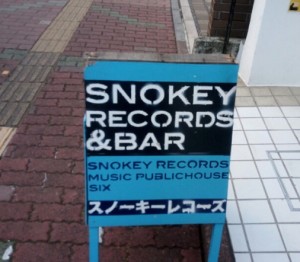 SNOKEY
RECORDS
&BAR
SNOKEY RECORDS
MUSIC PUBLICHOUSE
SIX
スノーキーレコーズ